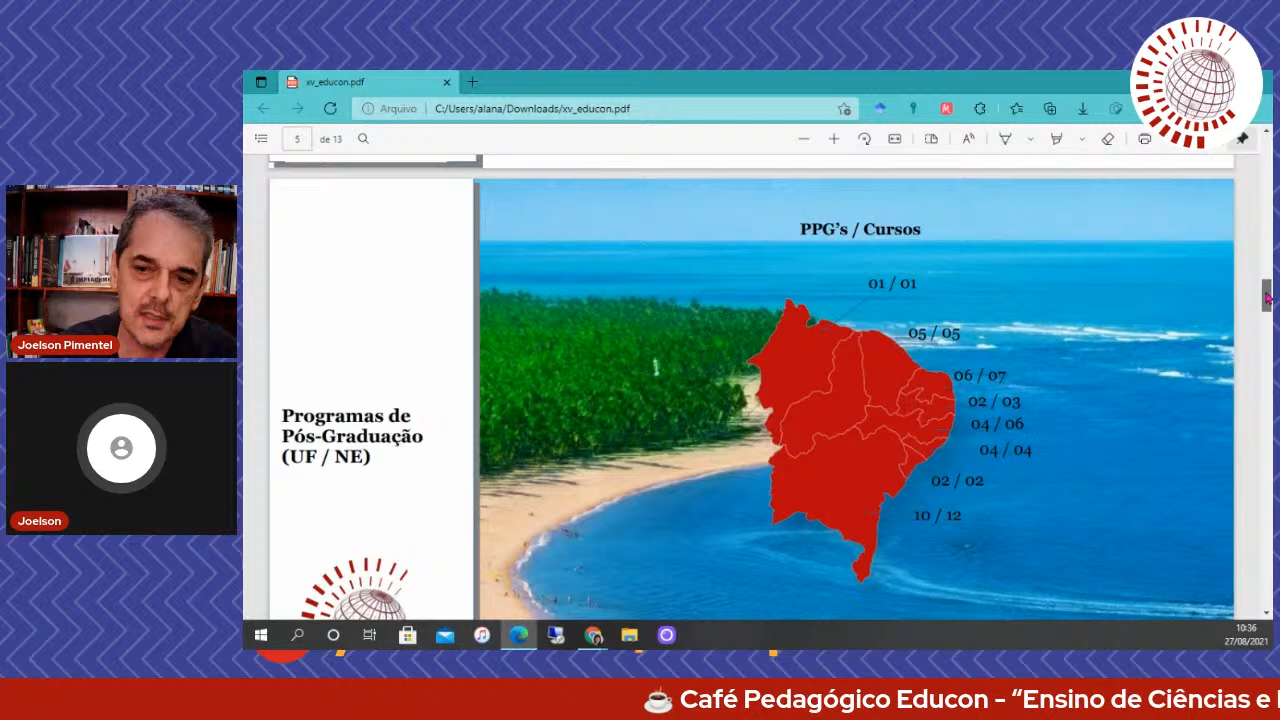 xv_educon.pdf
Arquivo
C:/Users/alana/Downloads/xv_educon.pdf
5
de 13
PPG's / Cursos
01 / 01
05 / 05
06 / 07
02 / 03
04 / 06
04 / 04
02 / 02
10 / 12
Programas de
Pós-Graduação
(UF / NE)
Joelson Pimentel
Joelson
10:36
27/08/2021
Café Pedagógico Educon - “Ensino de Ciências e